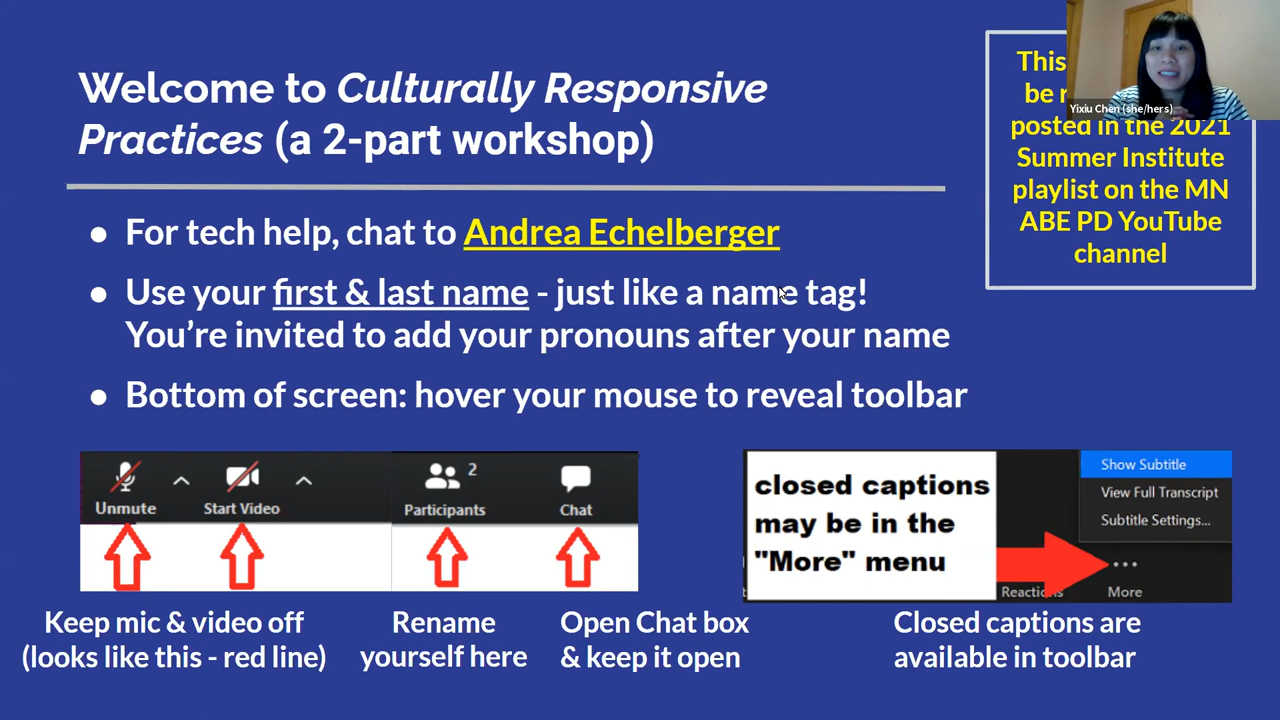 Welcome to Culturally Responsive
Practices (a 2-part workshop)
This
be
posted in the 2021
Summer Institute
playlist on the MN
ABE PD YouTube
channel
Yixiu Chen (she/hers)
● For tech help, chat to Andrea Echelberger
● Use your first & last name - just like a name tag!
You’re invited to add your pronouns after your name
● Bottom of screen: hover your mouse to reveal toolbar
Unmute
Start Video
Participants
2
Chat
closed captions
may be in the
"More" menu
Show Subtitle
View Full Transcript
Subtitle Settings...
Reactions
More
Keep mic & video off
(looks like this - red line)
Rename
yourself here
Open Chat box
& keep it open
Closed captions are
available in toolbar